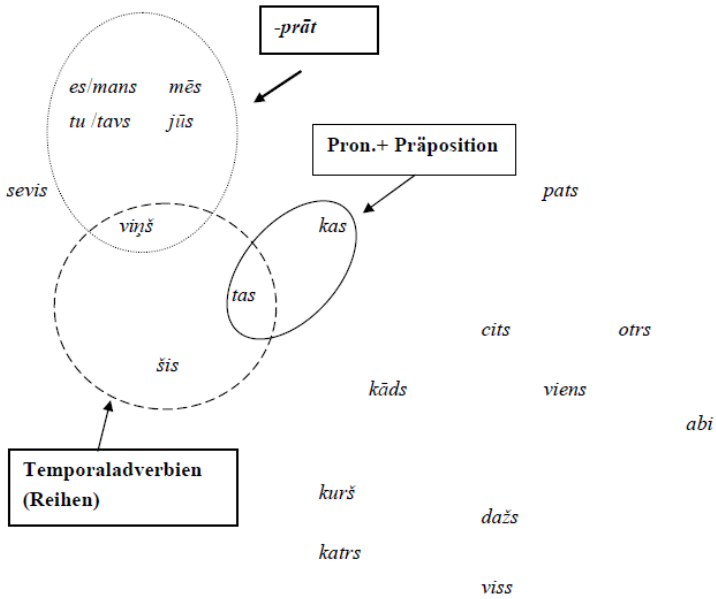 -prāt
es/mans mēs
tu /tavs jūs
Pron.+ Präposition
sevis
pats
viņš
kas
tas
cits otrs
šis
kāds viens
abi
Temporaladverbien
(Reihen)
kurš
dažs
katrs
viss